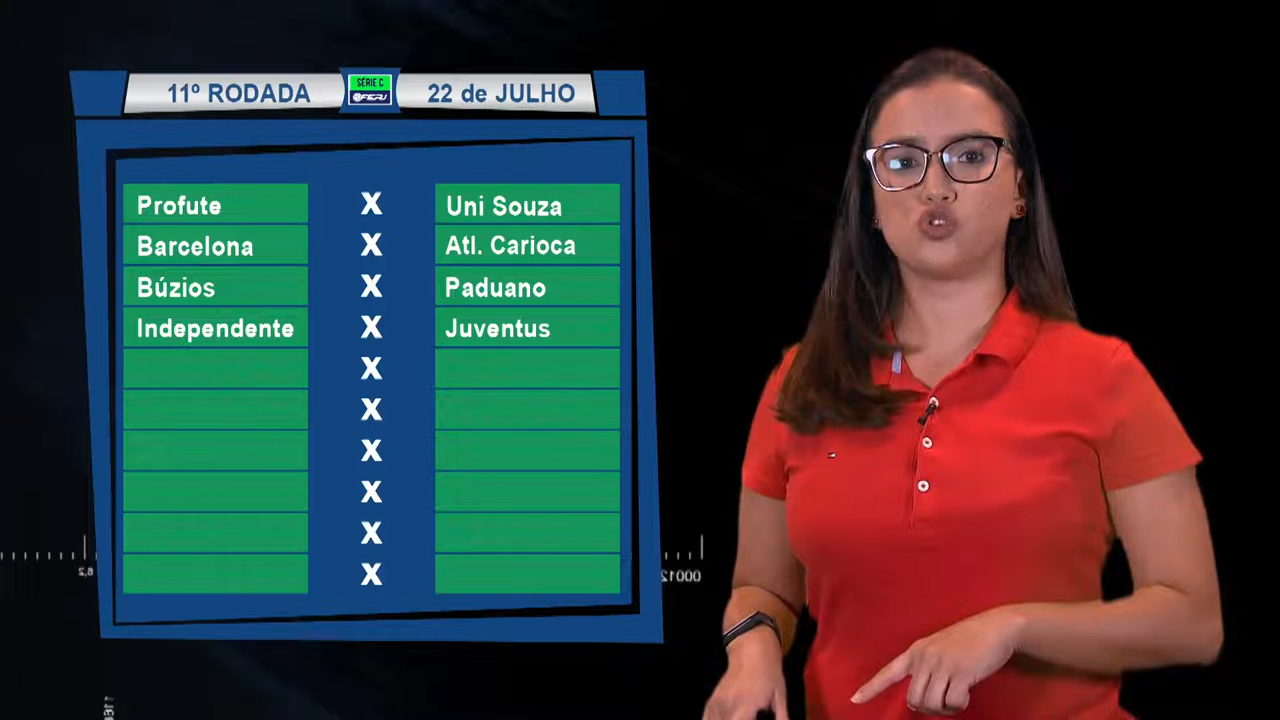 11º RODADA
SÉRIE C
FERJ
22 de JULHO
Profute X Uni Souza
Barcelona X Atl. Carioca
Búzios X Paduano
Independente X Juventus
X
X
X
X
X
X